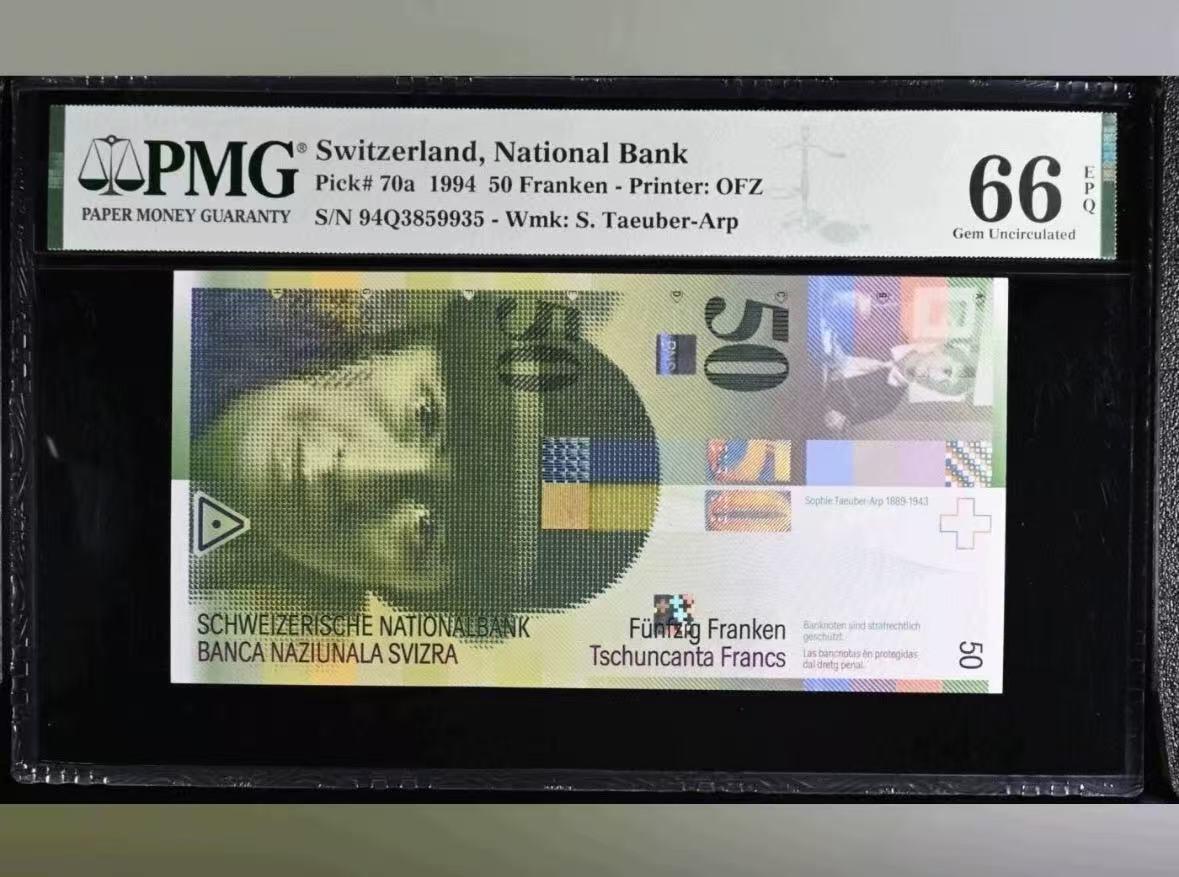 PMG®
PAPER MONEY GUARANTY
Switzerland, National Bank
Pick# 70a 1994 50 Franken - Printer: OFZ
S/N 94Q3859935 - Wmk: S. Taeuber-Arp
66
EPQ
Gem Uncirculated
50
50
Sophie Taeuber-Arp 1889-1943
SCHWEIZERISCHE NATIONALBANK
BANCA NAZIUNALA SVIZRA
Fünfzig Franken
Tschuncanta Francs
Banknoten sind strafrechtlich
geschützt.
Las bancnotas èn protegidas
dal dretg penal.
50